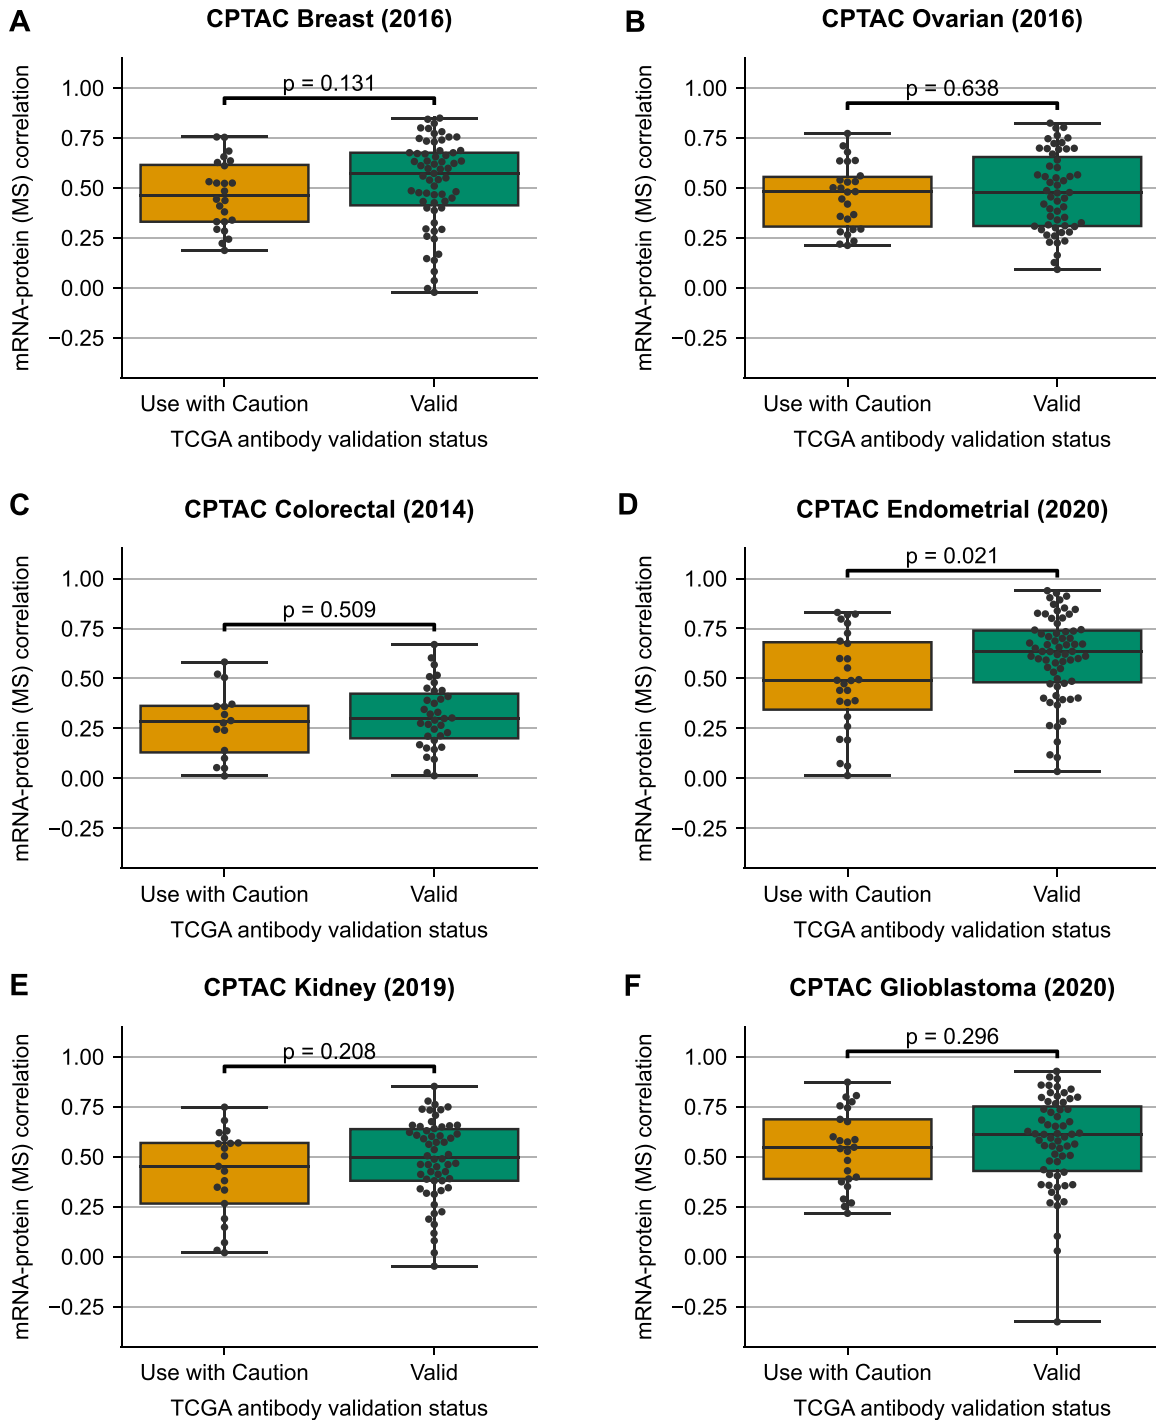 A
CPTAC Breast (2016)
mRNA-protein (MS) correlation
1.00
0.75
0.50
0.25
0.00
−0.25
p = 0.131
Use with Caution
Valid
TCGA antibody validation status
B
CPTAC Ovarian (2016)
mRNA-protein (MS) correlation
1.00
0.75
0.50
0.25
0.00
−0.25
p = 0.638
Use with Caution
Valid
TCGA antibody validation status
C
CPTAC Colorectal (2014)
mRNA-protein (MS) correlation
1.00
0.75
0.50
0.25
0.00
−0.25
p = 0.509
Use with Caution
Valid
TCGA antibody validation status
D
CPTAC Endometrial (2020)
mRNA-protein (MS) correlation
1.00
0.75
0.50
0.25
0.00
−0.25
p = 0.021
Use with Caution
Valid
TCGA antibody validation status
E
CPTAC Kidney (2019)
mRNA-protein (MS) correlation
1.00
0.75
0.50
0.25
0.00
−0.25
p = 0.208
Use with Caution
Valid
TCGA antibody validation status
F
CPTAC Glioblastoma (2020)
mRNA-protein (MS) correlation
1.00
0.75
0.50
0.25
0.00
−0.25
p = 0.296
Use with Caution
Valid
TCGA antibody validation status